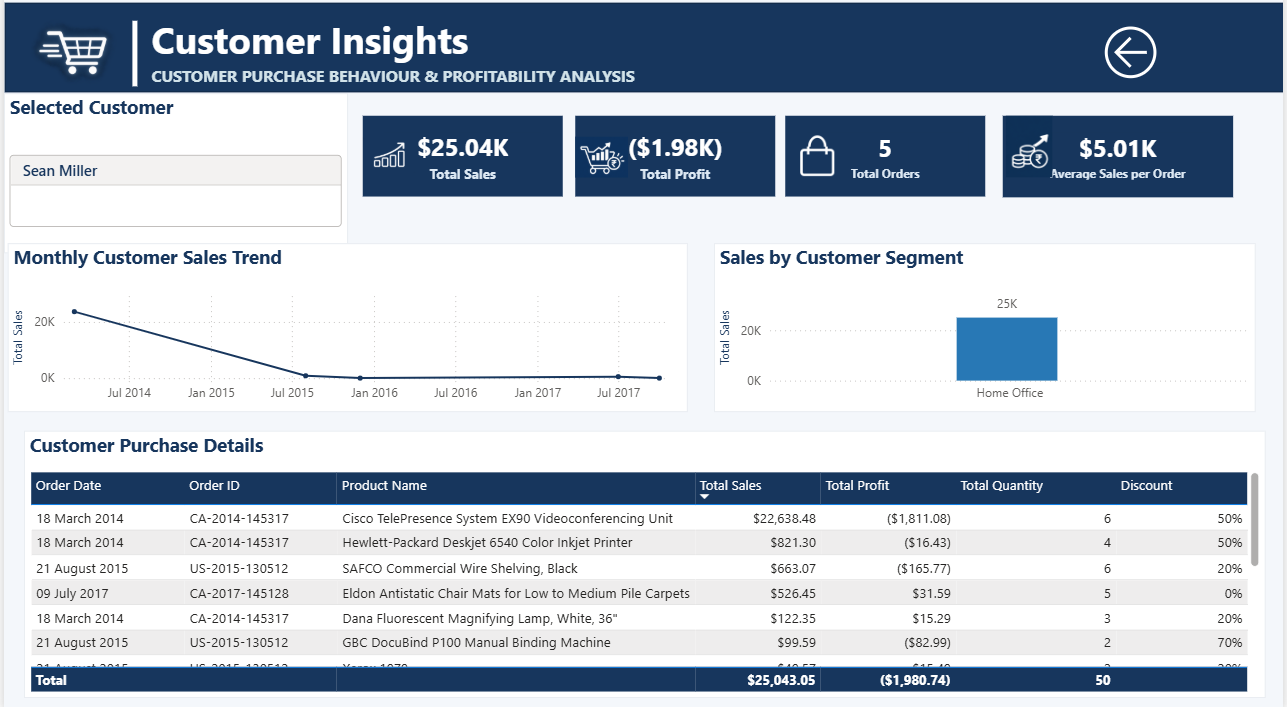 Customer Insights
CUSTOMER PURCHASE BEHAVIOUR & PROFITABILITY ANALYSIS
Selected Customer
Sean Miller
$25.04K
Total Sales
($1.98K)
Total Profit
5
Total Orders
$5.01K
Average Sales per Order
Monthly Customer Sales Trend
Total Sales
20K
0K
Jul 2014 Jan 2015 Jul 2015 Jan 2016 Jul 2016 Jan 2017 Jul 2017
Sales by Customer Segment
Total Sales
25K
20K
0K
Home Office
Customer Purchase Details
Order Date Order ID Product Name Total Sales Total Profit Total Quantity Discount
18 March 2014 CA-2014-145317 Cisco TelePresence System EX90 Videoconferencing Unit $22,638.48 ($1,811.08) 6 50%
18 March 2014 CA-2014-145317 Hewlett-Packard Deskjet 6540 Color Inkjet Printer $821.30 ($16.43) 4 50%
21 August 2015 US-2015-130512 SAFCO Commercial Wire Shelving, Black $663.07 ($165.77) 6 20%
09 July 2017 CA-2017-145128 Eldon Antistatic Chair Mats for Low to Medium Pile Carpets $526.45 $31.59 5 0%
18 March 2014 CA-2014-145317 Dana Fluorescent Magnifying Lamp, White, 36" $122.35 $15.29 3 20%
21 August 2015 US-2015-130512 GBC DocuBind P100 Manual Binding Machine $99.59 ($82.99) 2 70%
21 August 2015 US-2015-130512
Total $25,043.05 ($1,980.74) 50